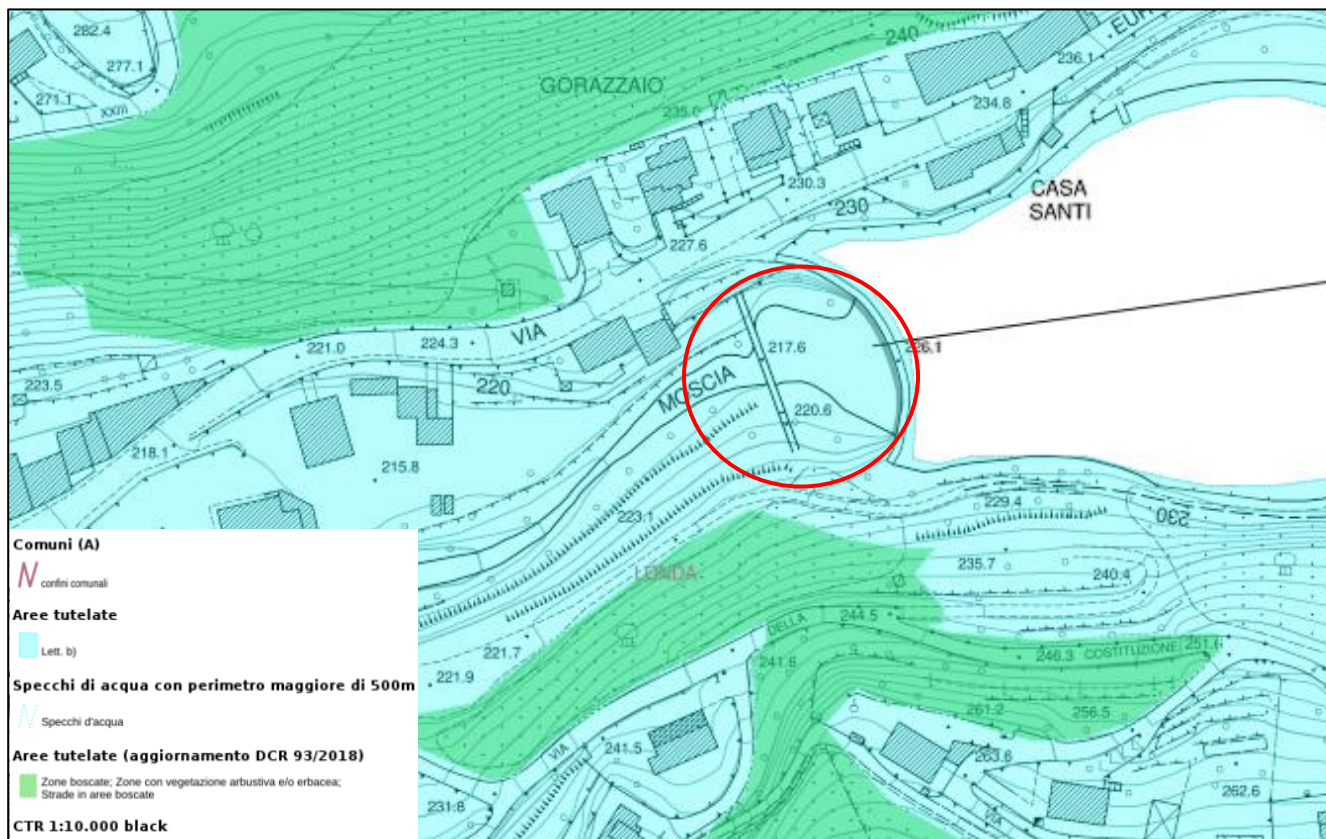 282.4
277.1
271.1
XXIII
GORAZZAIO
240
235.0
EUR
236.1
234.8
CASA
SANTI
230.3
230
227.6
VIA
221.0
224.3
217.6
226.1
MOSCIA
220
223.5
220.6
218.1
215.8
223.1
229.4
230
LONDA
235.7
240.4
244.5
DELLA
COSTITUZIONE
251.6
246.3
241.6
221.7
221.9
261.2
256.5
VIA
241.5
263.6
231.8
262.6
Comuni (A)
confini comunali
Aree tutelate
Lett. b)
Specchi di acqua con perimetro maggiore di 500m
Specchi d'acqua
Aree tutelate (aggiornamento DCR 93/2018)
Zone boscate; Zone con vegetazione arbustiva e/o erbacea;
Strade in aree boscate
CTR 1:10.000 black